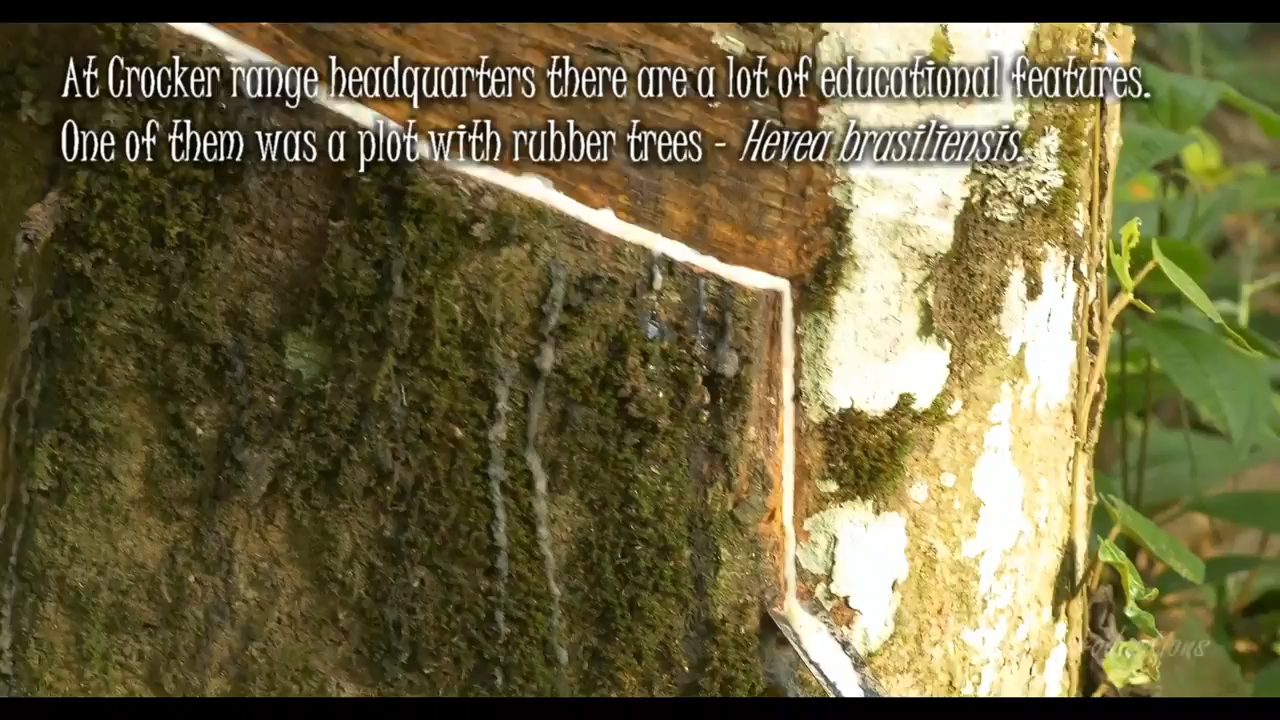 At Crocker range headquarters there are a lot of educational features.
One of them was a plot with rubber trees - Hevea brasiliensis.